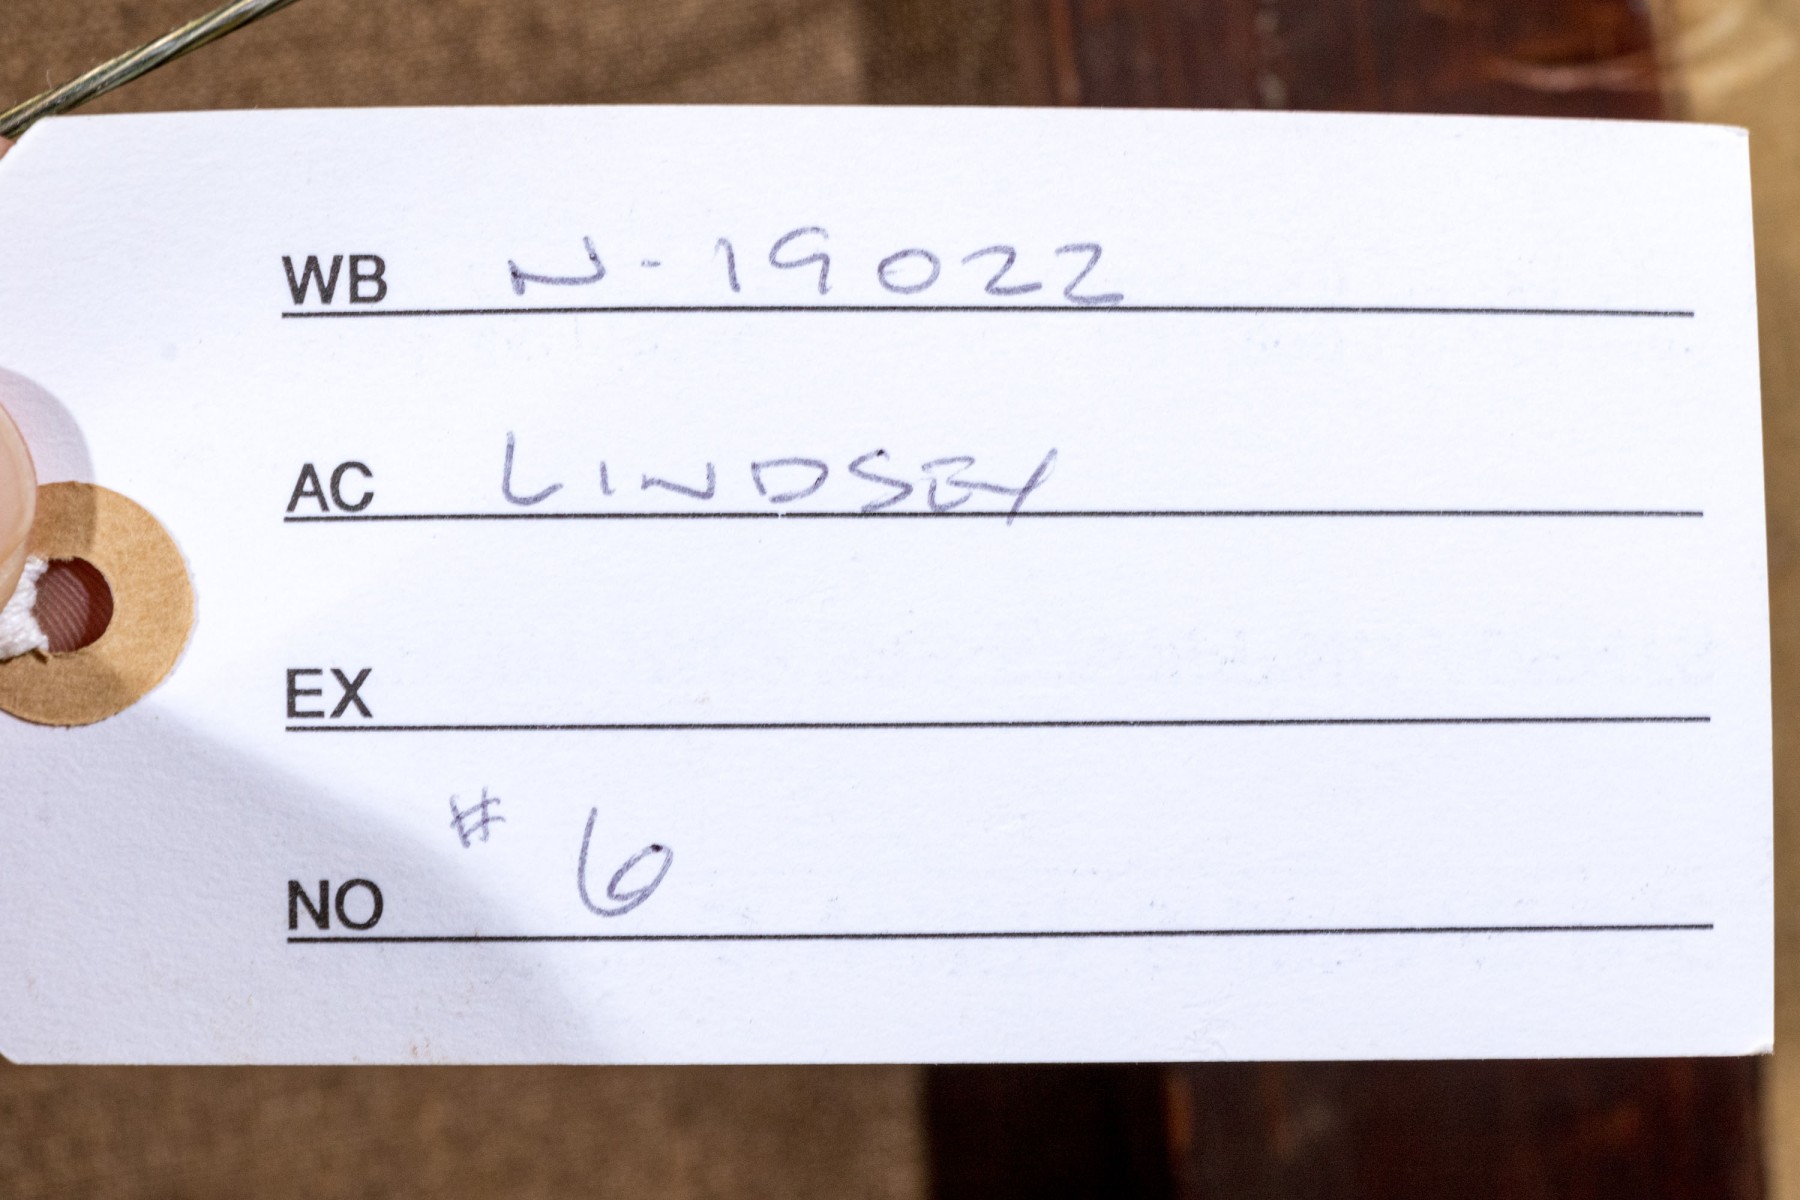 WB N-19022
AC LINDSEY
EX
NO # 6